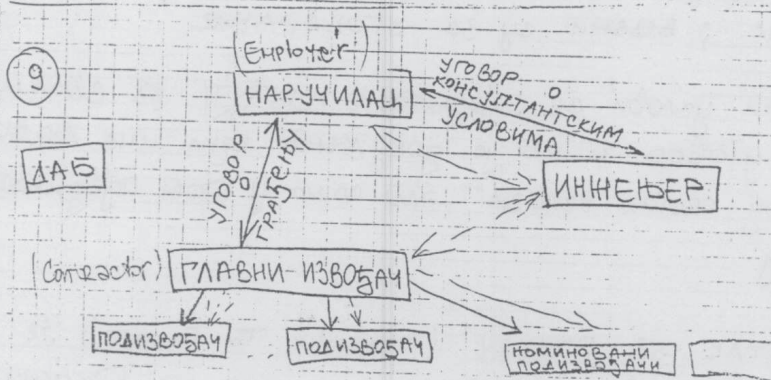 (Employer)
9
НАРУЧИЛАЦ
УГОВОР О
КОНСУЛТАНТСКИМ
УСЛОВИМА
ДАБ
УГОВОР О
ГРАЂЕЊУ
ИНЖЕЊЕР
(Contractor)
ГЛАВНИ-ИЗВОЂАЧ
ПОДИЗВОЂАЧ
ПОДИЗВОЂАЧ
НОМИНОВАНИ
ПОДИЗВОЂАЧИ